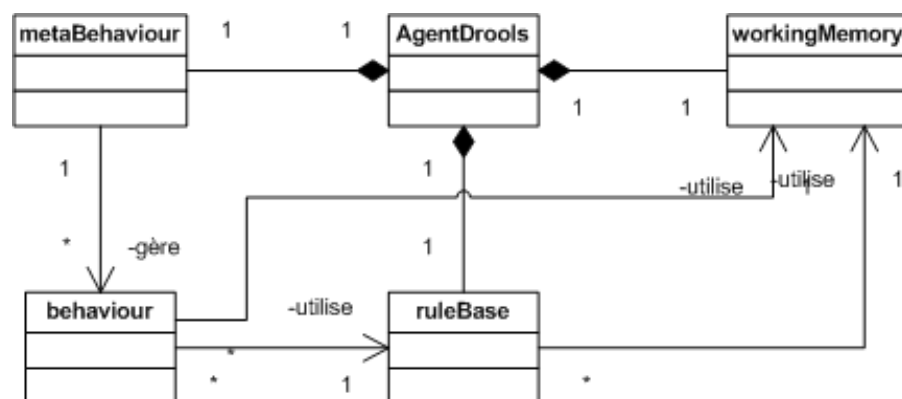 metaBehaviour
1
1
AgentDrools
workingMemory
1
1
1
1
-utilise
-utilise
1
*
-gère
1
behaviour
-utilise
ruleBase
*
*
1
*